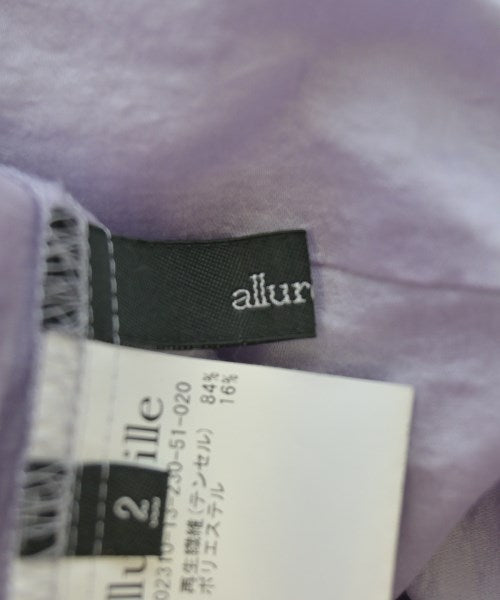 allur
2
ille
02310-13-230-51-020
再生繊維(テンセル) 84%
ポリエステル 16%